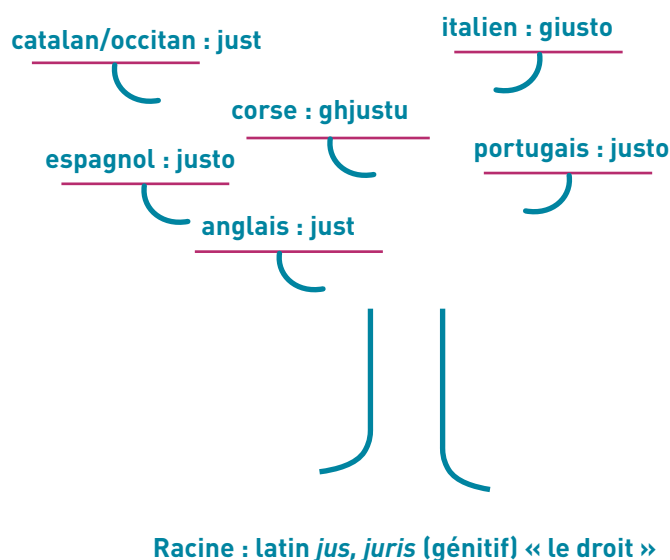 catalan/occitan : just
italien : giusto
corse : ghjustu
espagnol : justo
portugais : justo
anglais : just
Racine : latin jus, juris (génitif) « le droit »